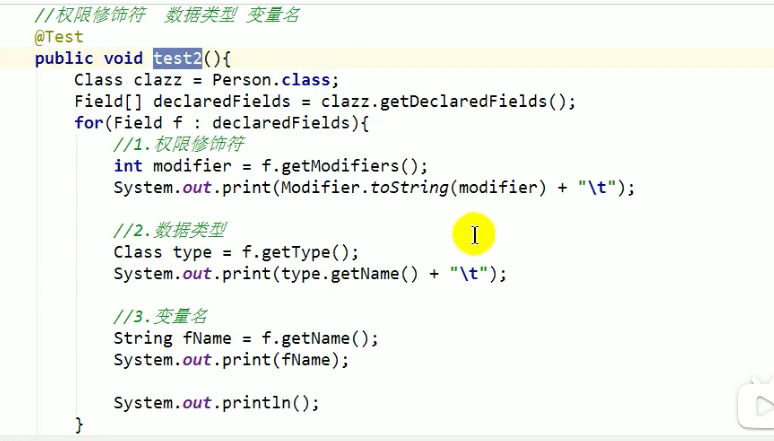 //权限修饰符  数据类型 变量名
@Test
public void test2(){
    Class clazz = Person.class;
    Field[] declaredFields = clazz.getDeclaredFields();
    for(Field f : declaredFields){
        //1.权限修饰符
        int modifier = f.getModifiers();
        System.out.print(Modifier.toString(modifier) + "\t");

        //2.数据类型
        Class type = f.getType();
        System.out.print(type.getName() + "\t");

        //3.变量名
        String fName = f.getName();
        System.out.print(fName);

        System.out.println();
    }